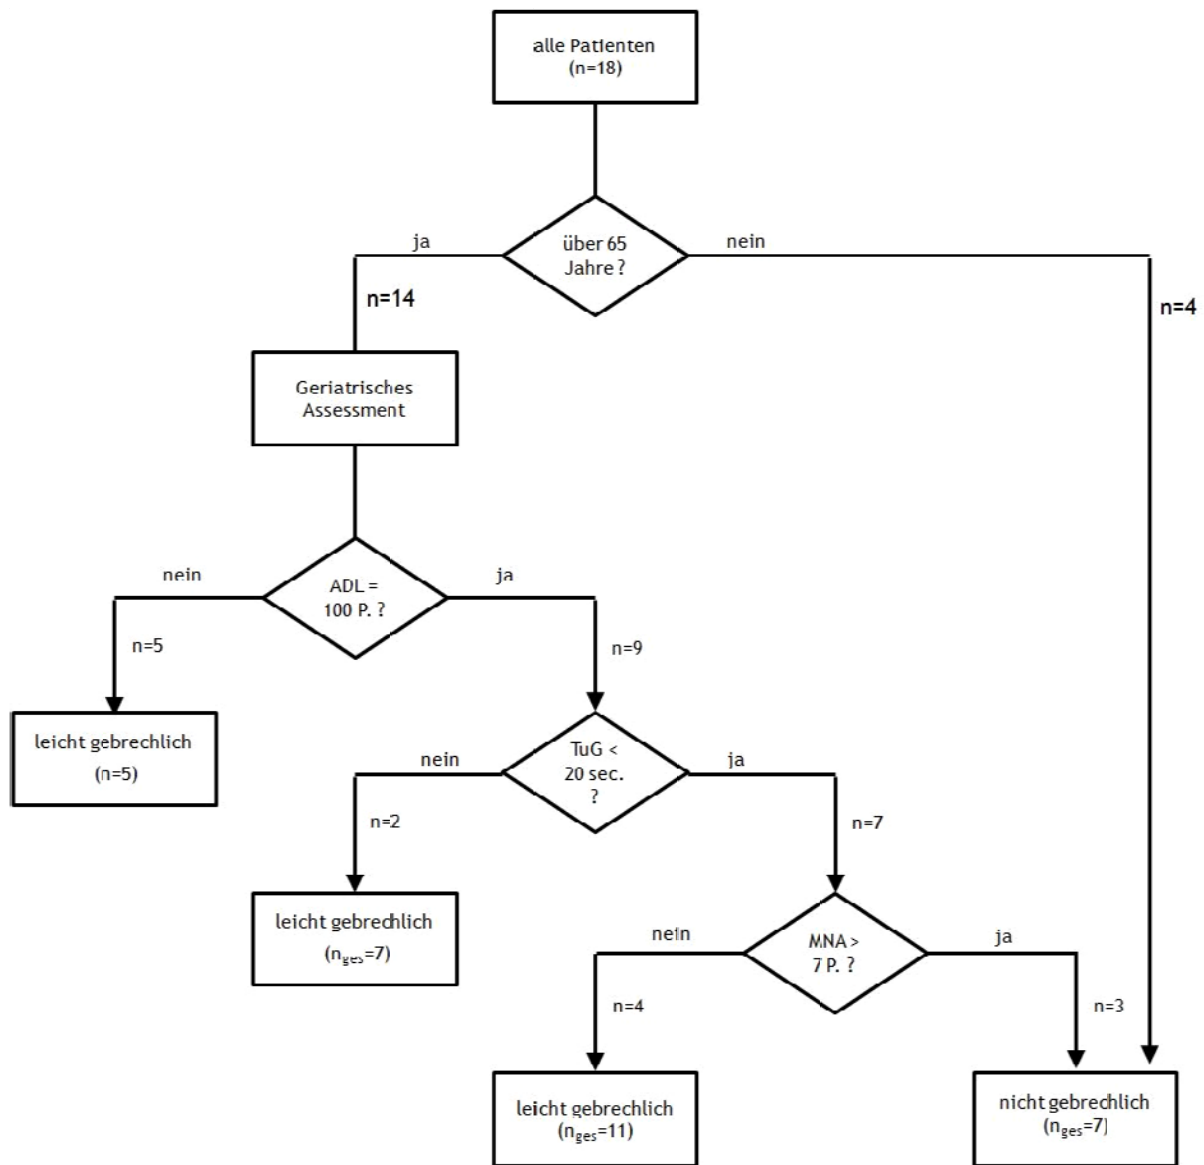 alle Patienten
(n=18)
über 65
Jahre ?
ja
nein
n=14
n=4
Geriatrisches
Assessment
ADL =
100 P. ?
nein
ja
n=5
n=9
leicht gebrechlich
(n=5)
TuG <
20 sec.
?
nein
ja
n=2
n=7
leicht gebrechlich
(nges=7)
MNA >
7 P. ?
nein
ja
n=4
n=3
leicht gebrechlich
(nges=11)
nicht gebrechlich
(nges=7)